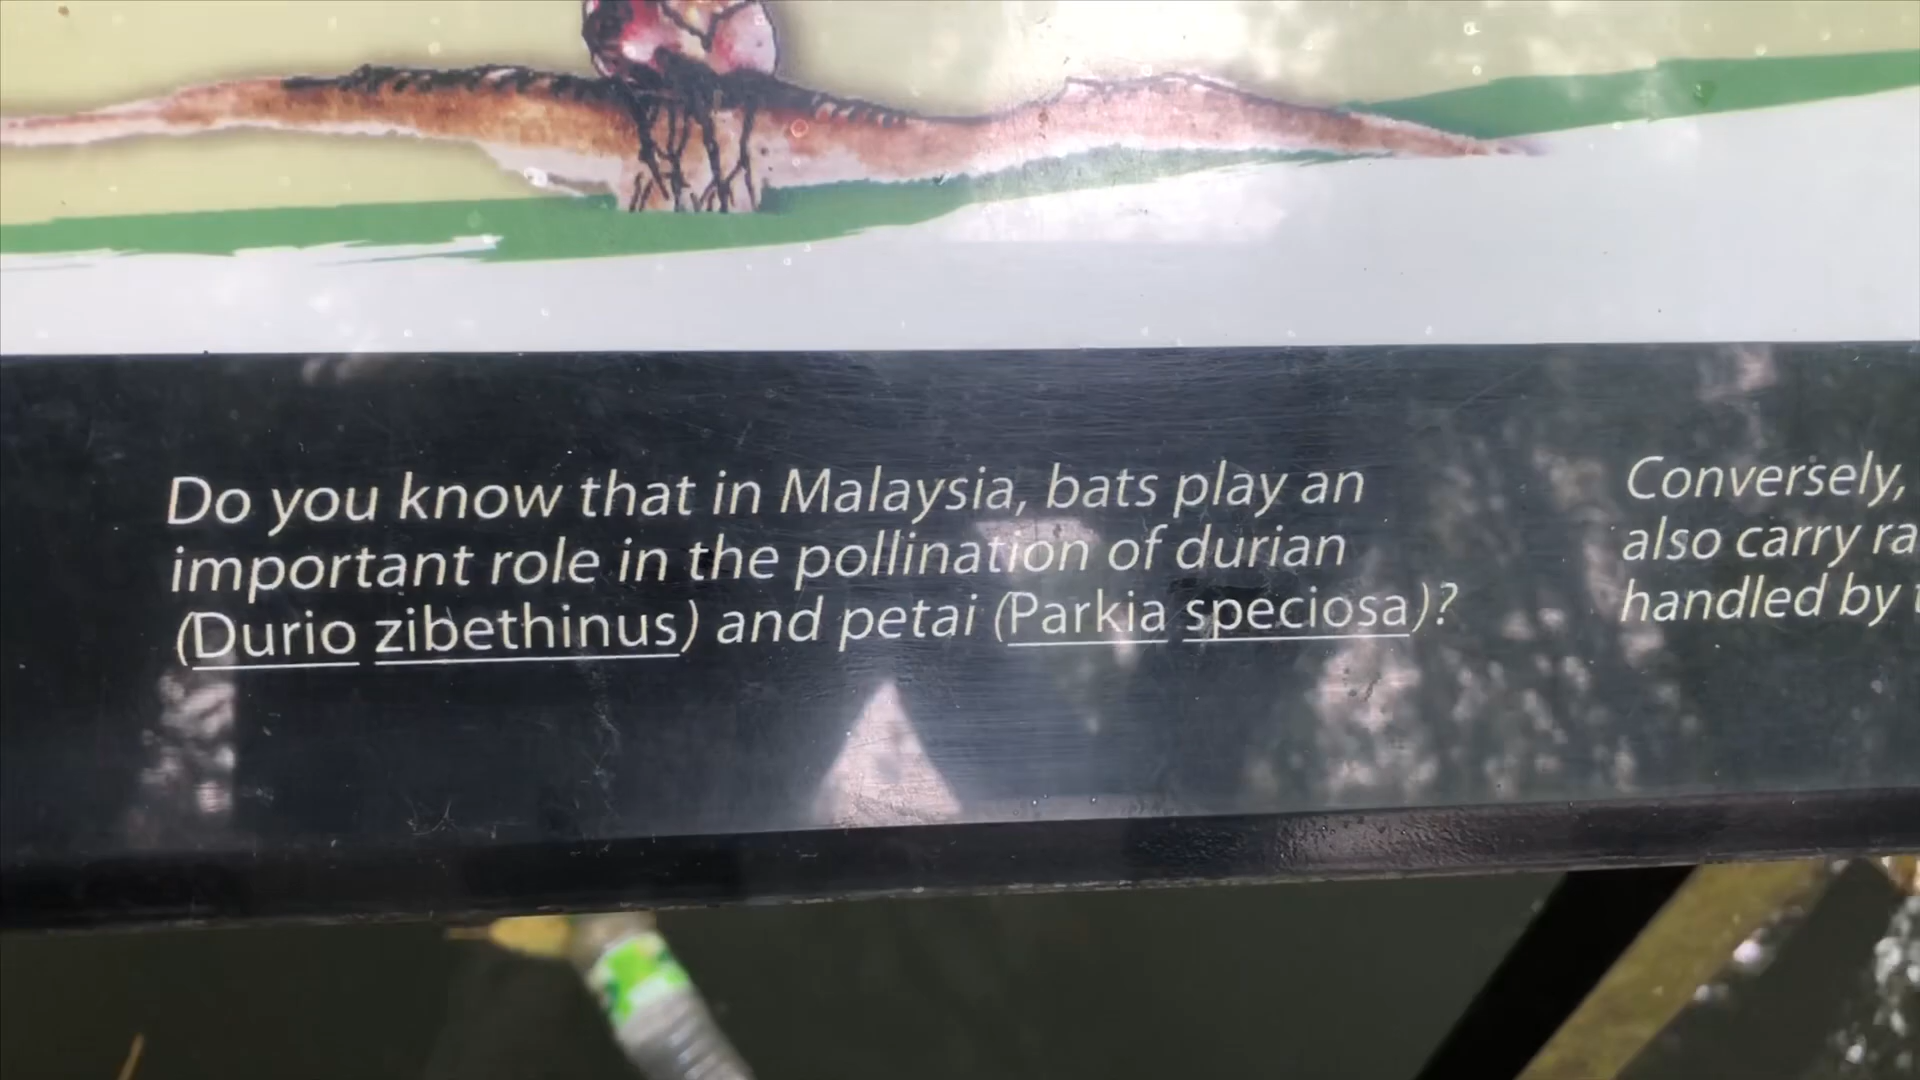 Do you know that in Malaysia, bats play an
important role in the pollination of durian
(Durio zibethinus) and petai (Parkia speciosa)?
Conversely,
also carry
handled by